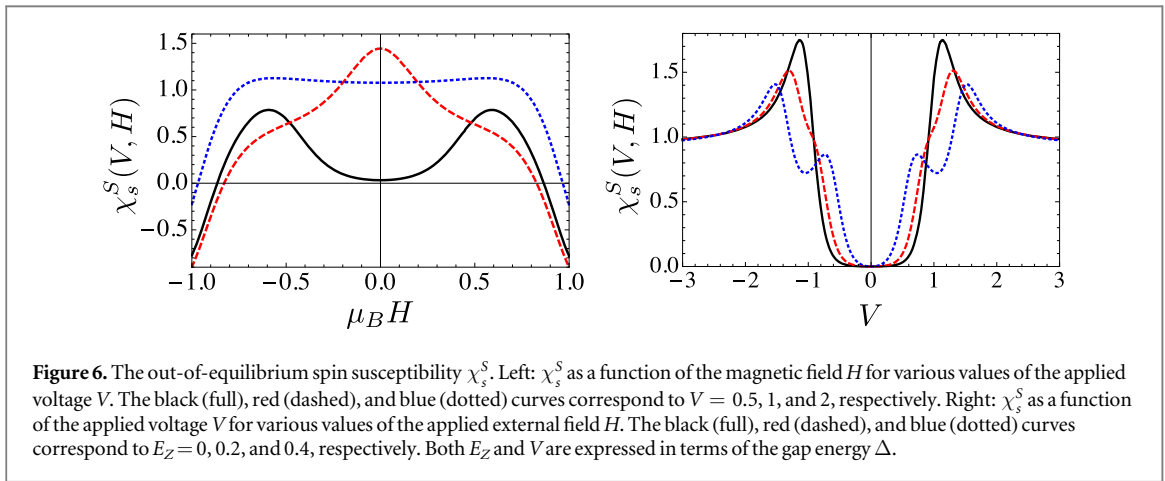 1.5
1.0
0.5
0.0
−0.5
χ_s^S(V, H)
−1.0 −0.5 0.0 0.5 1.0
μ_B H
1.5
1.0
0.5
0.0
χ_s^S(V, H)
−3 −2 −1 0 1 2 3
V
Figure 6. The out-of-equilibrium spin susceptibility χ_s^S. Left: χ_s^S as a function of the magnetic field H for various values of the applied
voltage V. The black (full), red (dashed), and blue (dotted) curves correspond to V = 0.5, 1, and 2, respectively. Right: χ_s^S as a function
of the applied voltage V for various values of the applied external field H. The black (full), red (dashed), and blue (dotted) curves
correspond to E_Z = 0, 0.2, and 0.4, respectively. Both E_Z and V are expressed in terms of the gap energy Δ.